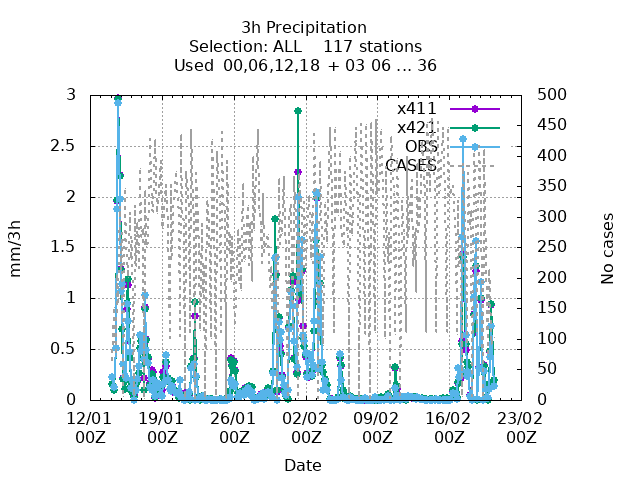 3h Precipitation
Selection: ALL 117 stations
Used 00,06,12,18 + 03 06 ... 36
x411
x421
OBS
CASES
mm/3h
3
2.5
2
1.5
1
0.5
0
No cases
500
450
400
350
300
250
200
150
100
50
0
12/01 19/01 26/01 02/02 09/02 16/02 23/02
00Z 00Z 00Z 00Z 00Z 00Z 00Z
Date